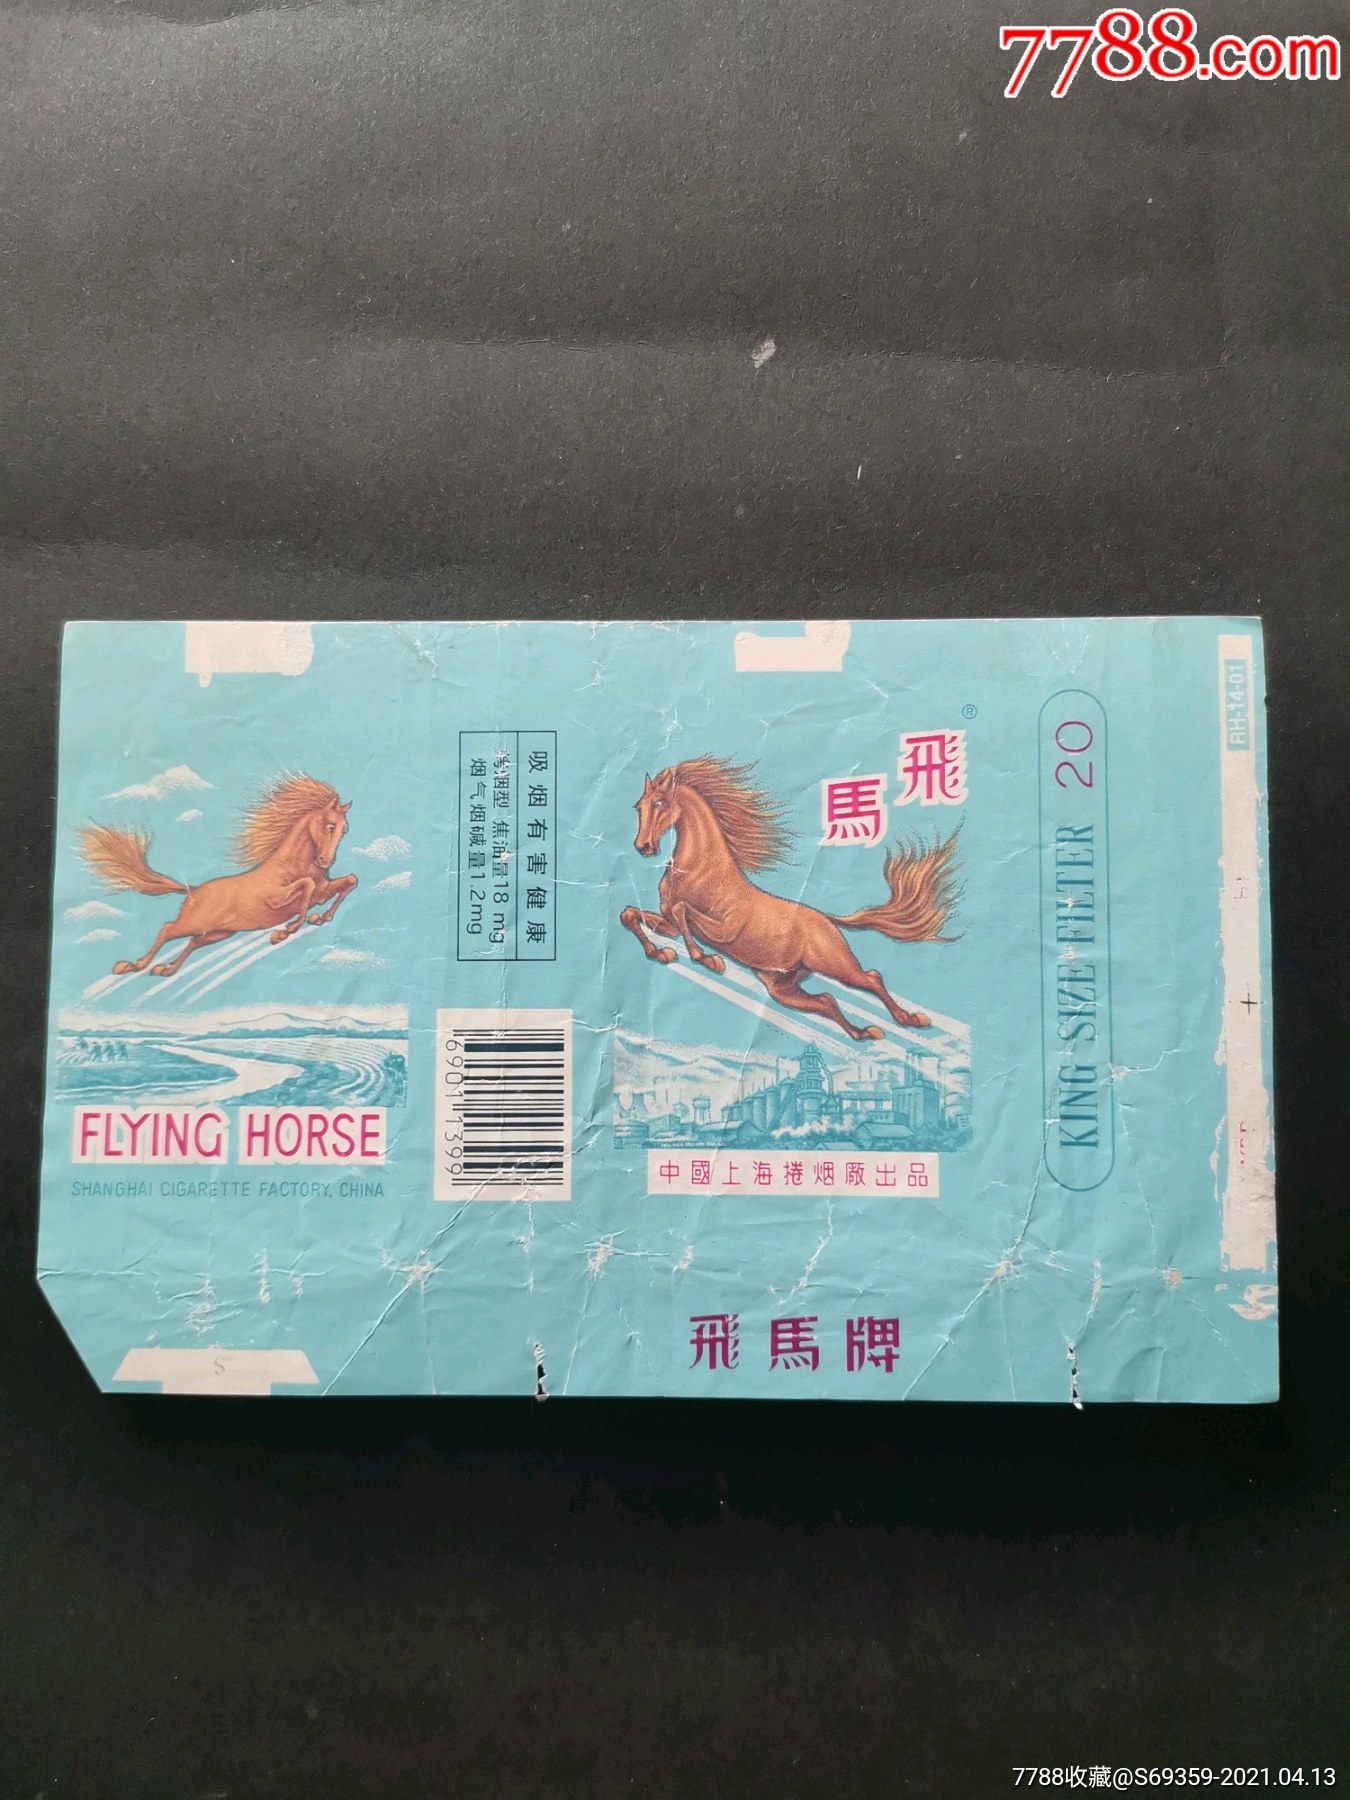 7788.com
飛
馬
®
RH-14-01
吸烟有害健康
烤烟型 焦油量18 mg
烟气烟碱量1.2mg
KING SIZE FILTER 20
FLYING HORSE
SHANGHAI CIGARETTE FACTORY, CHINA
6901 1399
中國上海捲烟廠出品
飛馬牌
S
7788收藏@S69359-2021.04.13